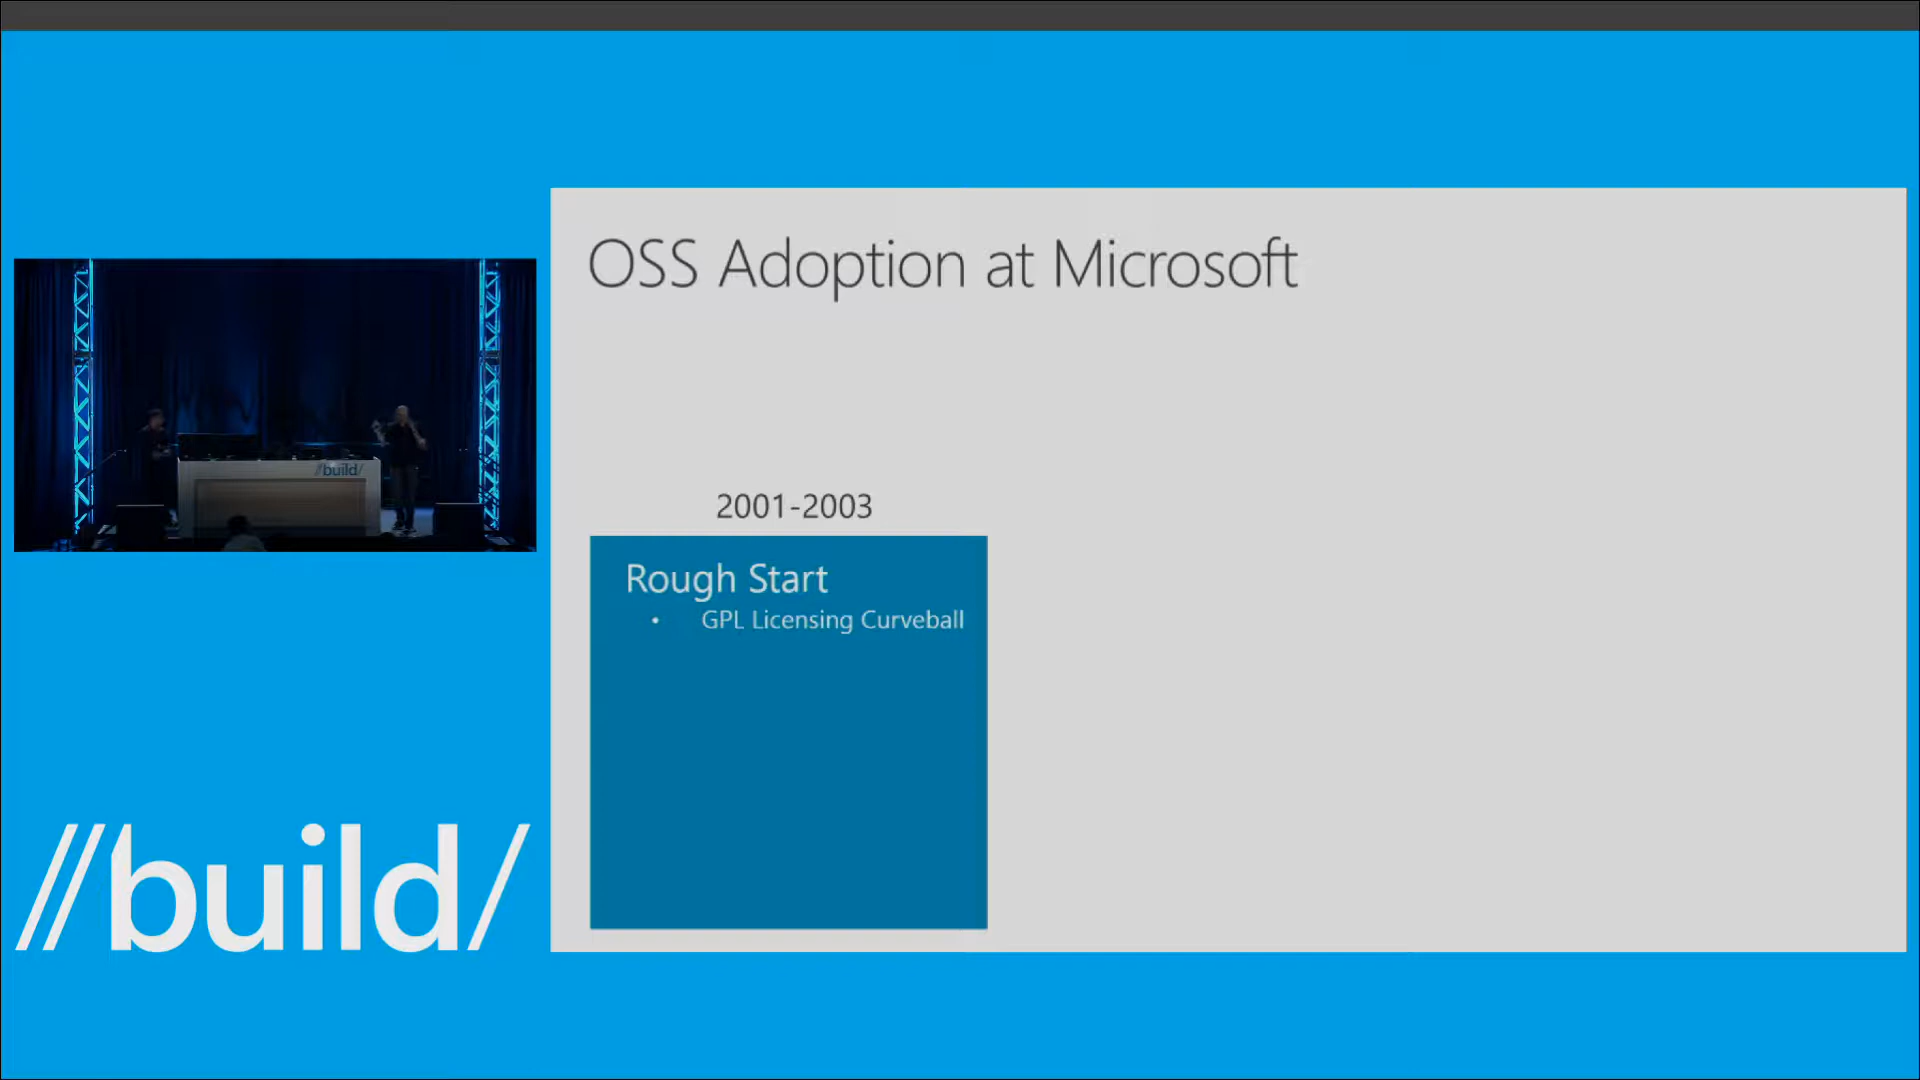 OSS Adoption at Microsoft
2001-2003
Rough Start
• GPL Licensing Curveball
//build/
//build/